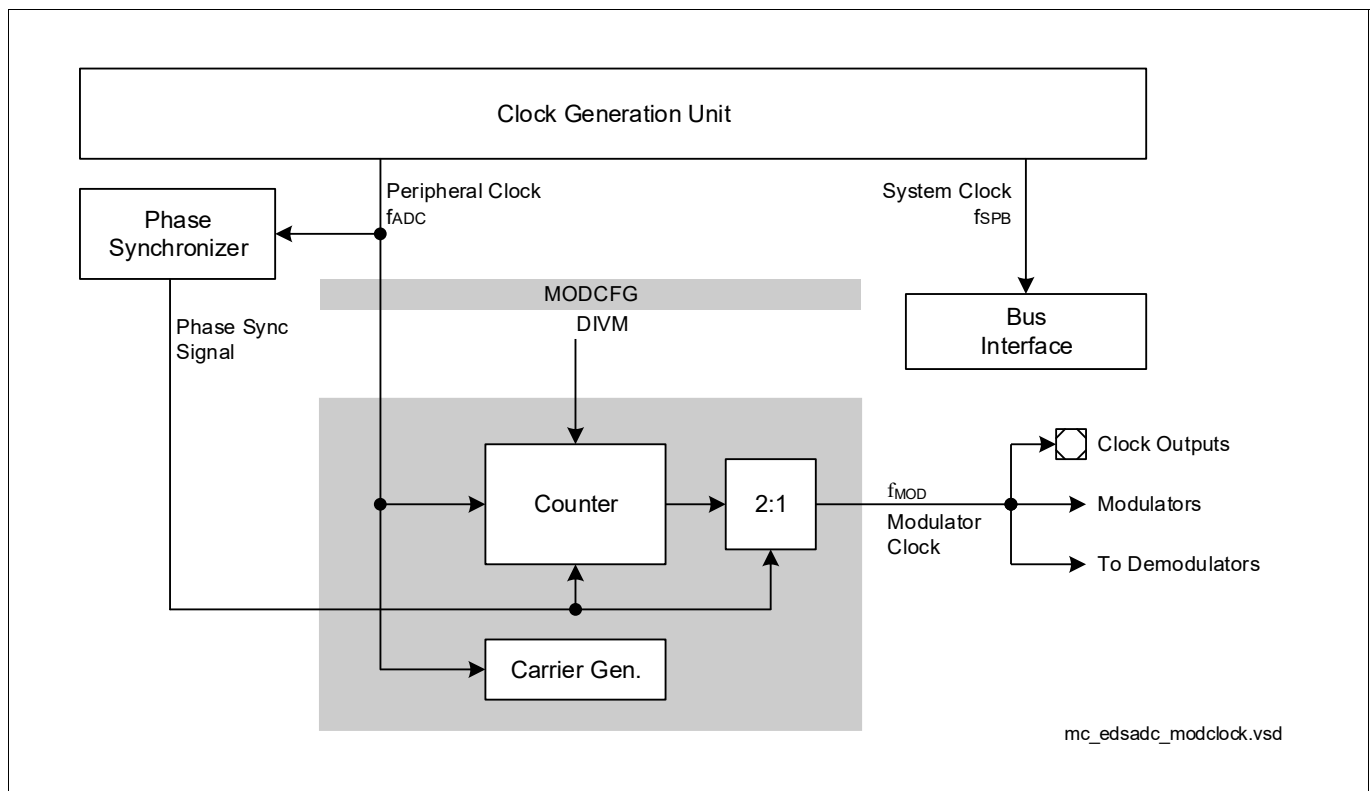 Clock Generation Unit
Peripheral Clock
fADC
System Clock
fSPB
Phase
Synchronizer
MODCFG
DIVM
Bus
Interface
Phase Sync
Signal
Counter
2:1
fMOD
Modulator
Clock
Clock Outputs
Modulators
To Demodulators
Carrier Gen.
mc_edsadc_modclock.vsd